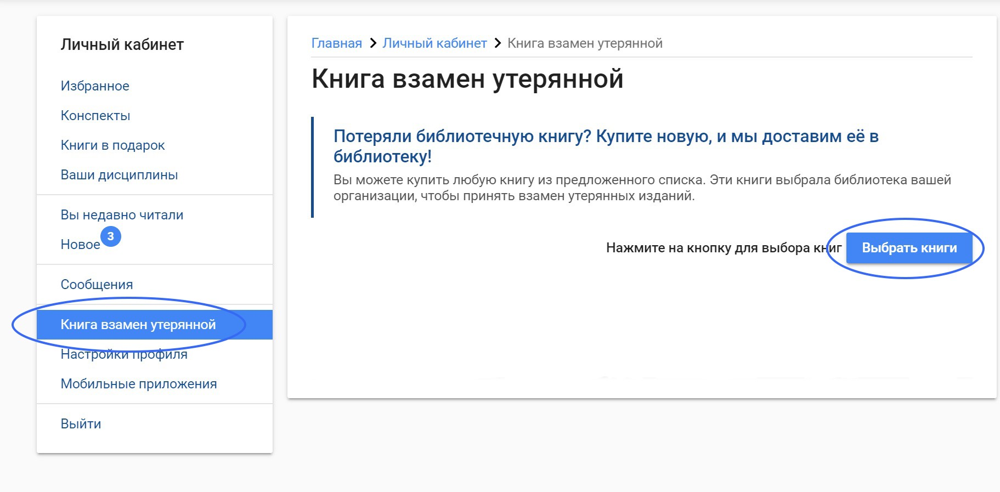 Личный кабинет
Избранное
Конспекты
Книги в подарок
Ваши дисциплины
Вы недавно читали
Новое 3
Сообщения
Книга взамен утерянной
Настройки профиля
Мобильные приложения
Выйти
Главная > Личный кабинет > Книга взамен утерянной
Книга взамен утерянной
Потеряли библиотечную книгу? Купите новую, и мы доставим её в
библиотеку!
Вы можете купить любую книгу из предложенного списка. Эти книги выбрала библиотека вашей
организации, чтобы принять взамен утерянных изданий.
Нажмите на кнопку для выбора книг Выбрать книги